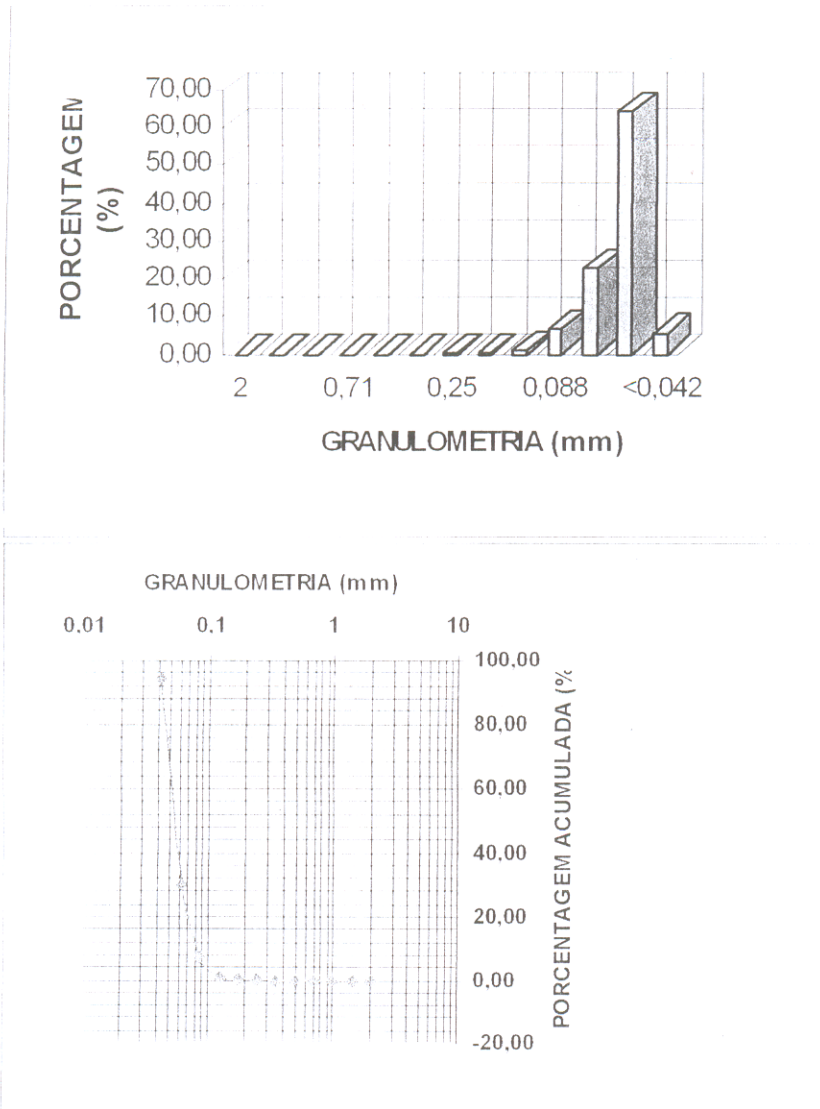 PORCENTAGEM
(%)
70,00
60,00
50,00
40,00
30,00
20,00
10,00
0,00
2 0,71 0,25 0,088 <0,042
GRANULOMETRIA (mm)
GRANULOMETRIA (mm)
0.01 0.1 1 10
100,00
80,00
60,00
40,00
20,00
0,00
-20,00
PORCENTAGEM ACUMULADA (%